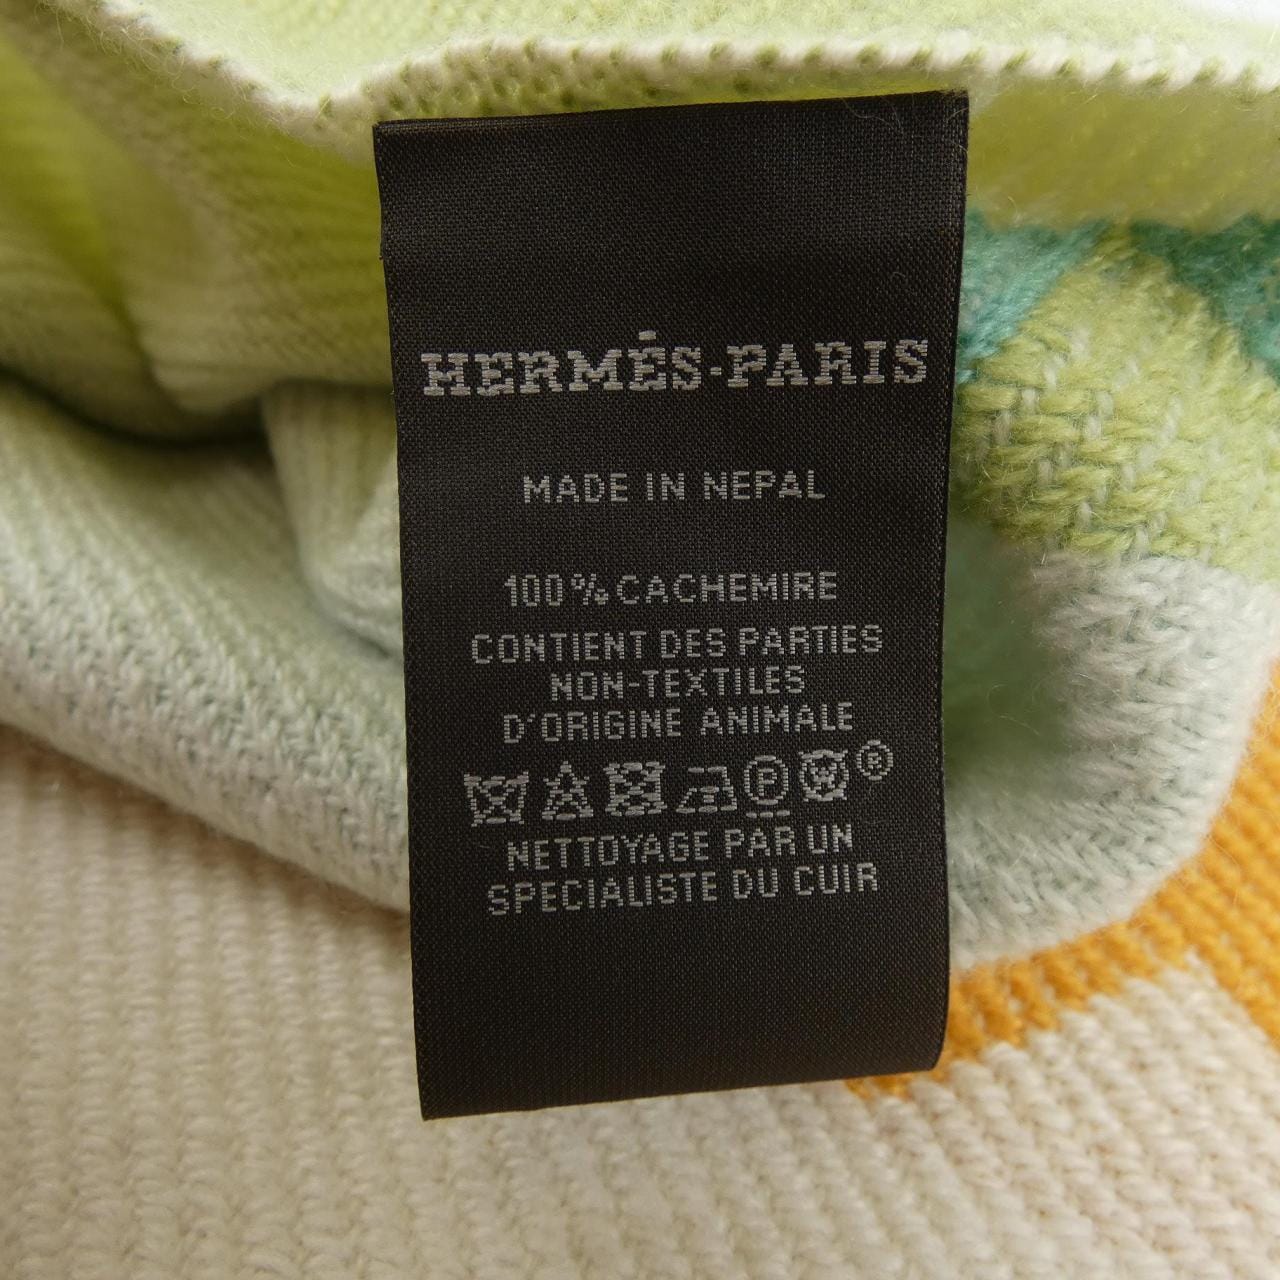 HERMÈS-PARIS
MADE IN NEPAL
100% CACHEMIRE
CONTIENT DES PARTIES
NON-TEXTILES
D'ORIGINE ANIMALE
P W ®
NETTOYAGE PAR UN
SPECIALISTE DU CUIR